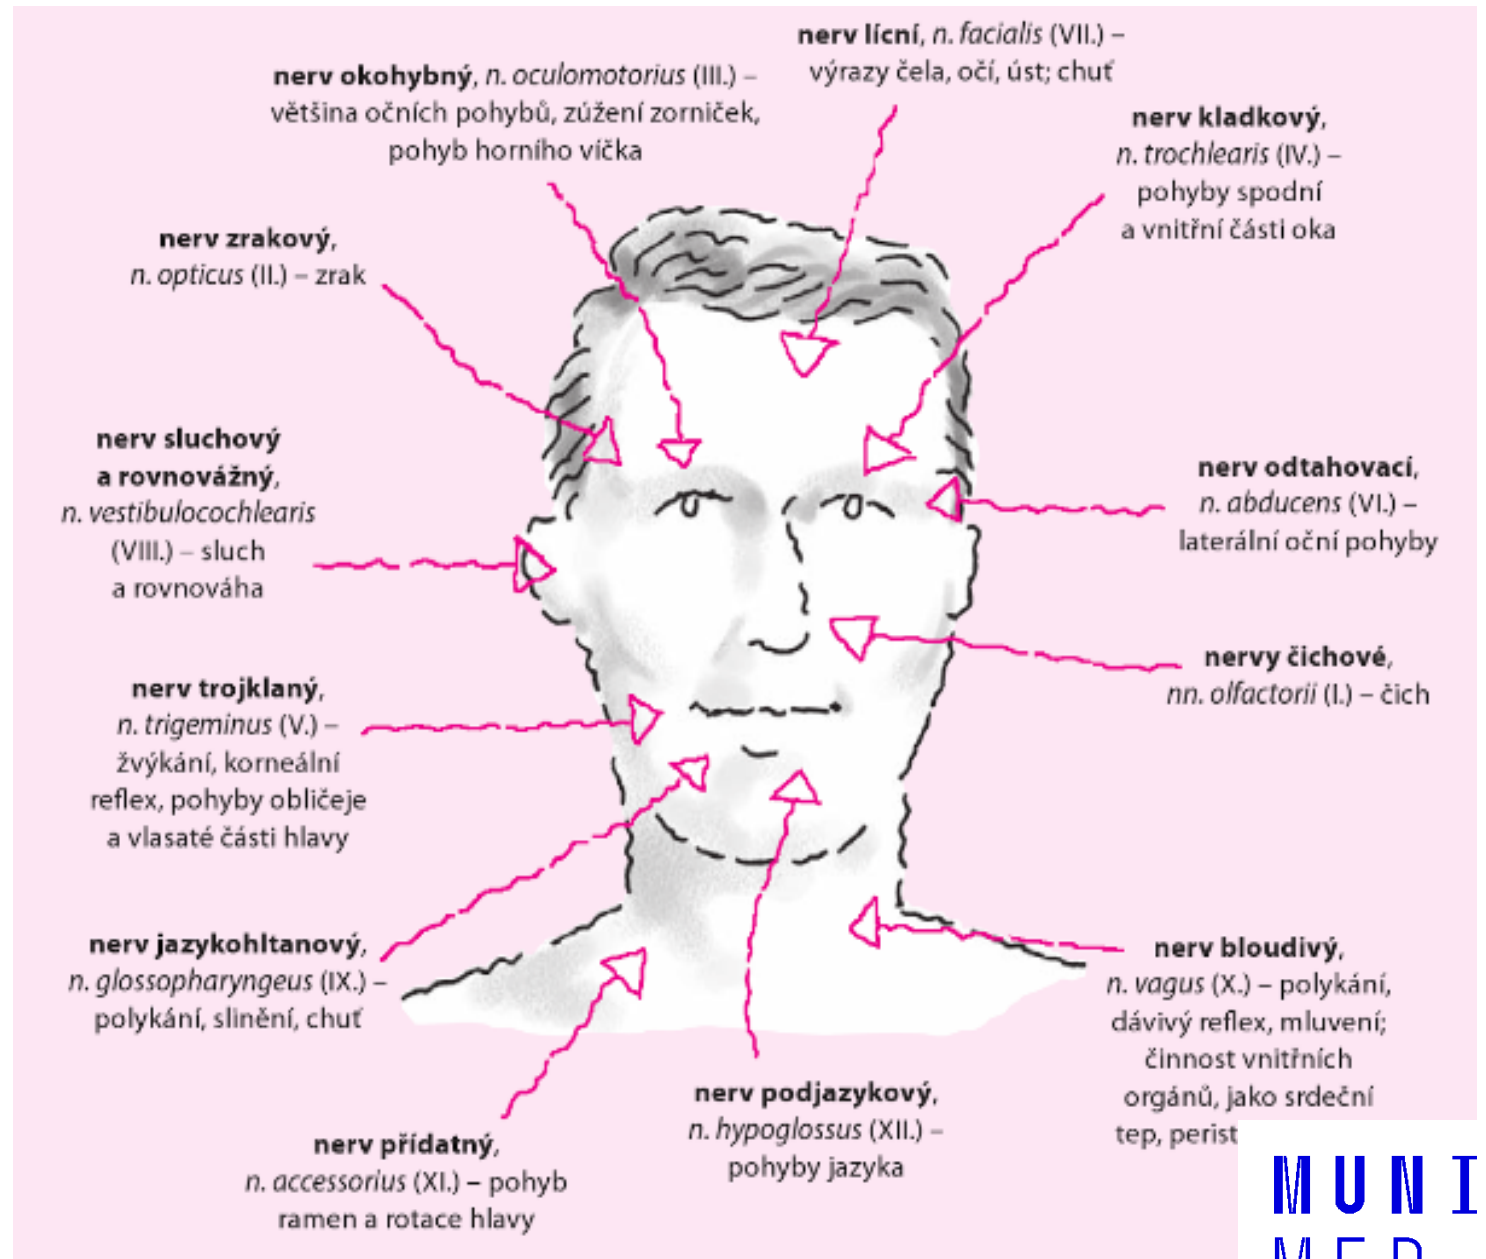 nerv lícní, n. facialis (VII.) –
výrazy čela, očí, úst; chuť
nerv okohybný, n. oculomotorius (III.) –
většina očních pohybů, zúžení zorniček,
pohyb horního víčka
nerv kladkový,
n. trochlearis (IV.) –
pohyby spodní
a vnitřní části oka
nerv zrakový,
n. opticus (II.) – zrak
nerv sluchový
a rovnovážný,
n. vestibulocochlearis
(VIII.) – sluch
a rovnováha
nerv odtahovací,
n. abducens (VI.) –
laterální oční pohyby
nervy čichové,
nn. olfactorii (I.) – čich
nerv trojklaný,
n. trigeminus (V.) –
žvýkání, korneální
reflex, pohyby obličeje
a vlasaté části hlavy
nerv jazykohltanový,
n. glossopharyngeus (IX.) –
polykání, slinění, chuť
nerv bloudivý,
n. vagus (X.) – polykání,
dávivý reflex, mluvení;
činnost vnitřních
orgánů, jako srdeční
tep, perist
nerv podjazykový,
n. hypoglossus (XII.) –
pohyby jazyka
nerv přídatný,
n. accessorius (XI.) – pohyb
ramen a rotace hlavy
MUNI
MED